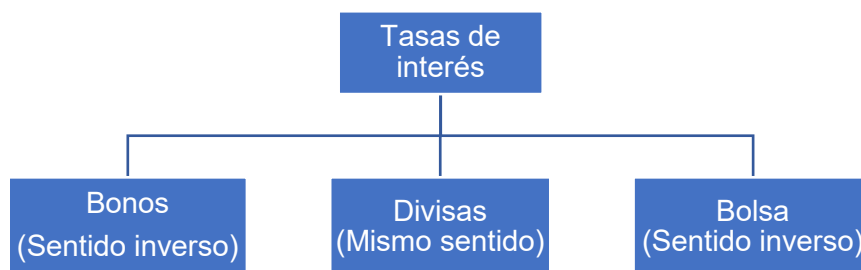 Tasas de
interés
Bonos
(Sentido inverso)
Divisas
(Mismo sentido)
Bolsa
(Sentido inverso)